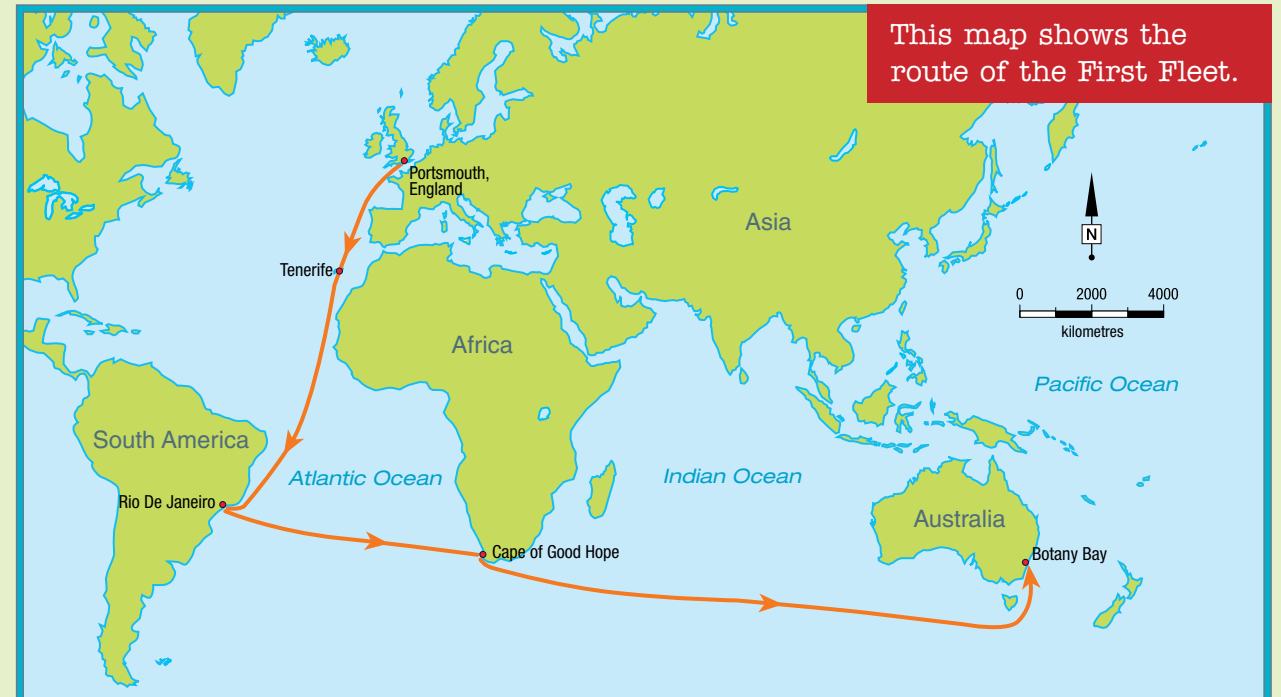 This map shows the
route of the First Fleet.
Portsmouth,
England
Asia
N
Tenerife
0 2000 4000
kilometres
Africa
Pacific Ocean
South America
Atlantic Ocean
Indian Ocean
Rio De Janeiro
Australia
Cape of Good Hope
Botany Bay